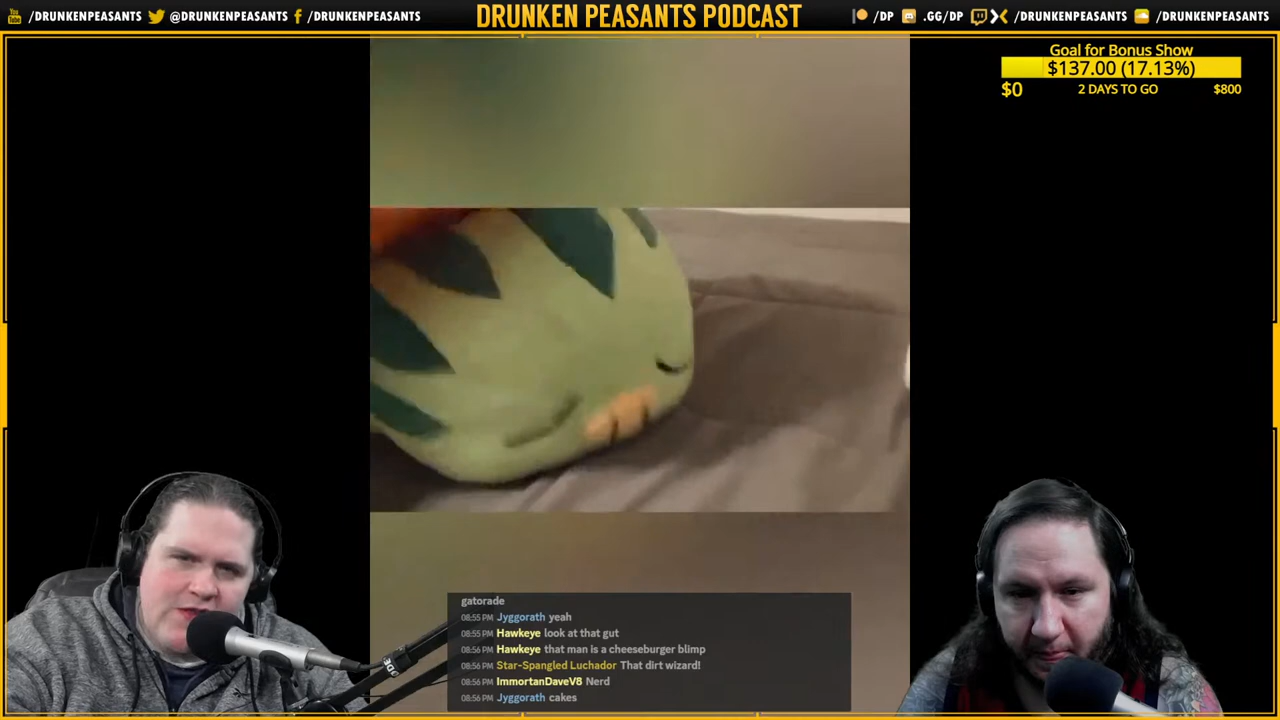 /DRUNKENPEASANTS @DRUNKENPEASANTS /DRUNKENPEASANTS DRUNKEN PEASANTS PODCAST /DP .GG/DP /DRUNKENPEASANTS /DRUNKENPEASANTS
Goal for Bonus Show
$137.00 (17.13%)
$0 2 DAYS TO GO $800
gatorade
08:55 PM Jyggorath yeah
08:55 PM Hawkeye look at that gut
08:56 PM Hawkeye that man is a cheeseburger blimp
08:56 PM Star-Spangled Luchador That dirt wizard!
08:56 PM ImmortanDaveV8 Nerd
08:56 PM Jyggorath cakes